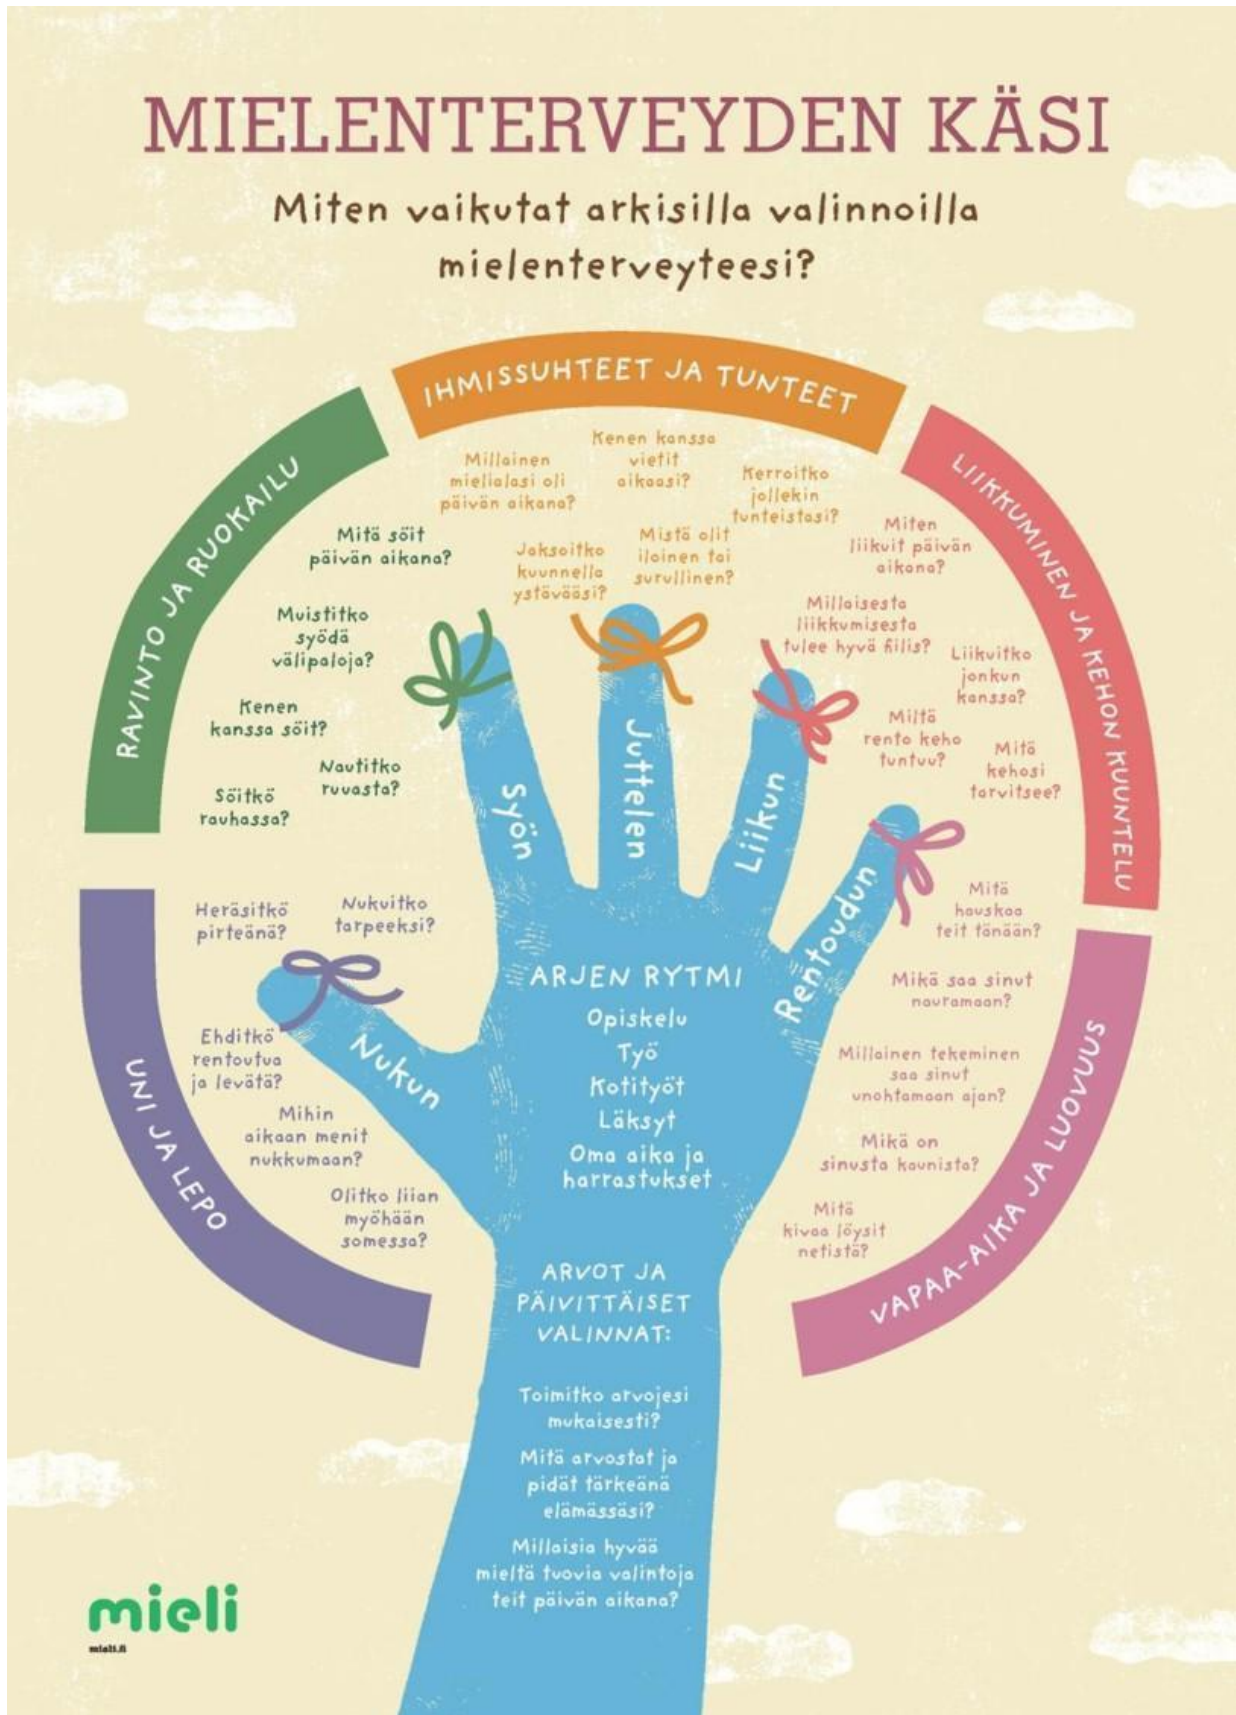 MIELENTERVEYDEN KÄSI
Miten vaikutat arkisilla valinnoilla
mielenterveyteesi?
RAVINTO JA RUOKAILU
Mitä söit
päivän aikana?
Muistitko
syödä
välipaloja?
Kenen
kanssa söit?
Nautitko
ruuasta?
Söitkö
rauhassa?
IHMISSUHTEET JA TUNTEET
Millainen
mielialasi oli
päivän aikana?
Kenen kanssa
vietit
aikaasi?
Kerroitko
jollekin
tunteistasi?
Jaksoitko
kuunnella
ystävääsi?
Mistä olit
iloinen tai
surullinen?
LIIKKUMINEN JA KEHON KUUNTELU
Miten
liikuit päivän
aikana?
Millaisesta
liikkumisesta
tulee hyvä fiilis?
Liikuitko
jonkun
kanssa?
Miltä
rento keho
tuntuu?
Mitä
kehosi
tarvitsee?
Syön
Juttelen
Liikun
Rentoudun
Nukun
UNI JA LEPO
Heräsitkö
pirteänä?
Nukuitko
tarpeeksi?
Ehditkö
rentoutua
ja levätä?
Mihin
aikaan menit
nukkumaan?
Olitko liian
myöhään
somessa?
ARJEN RYTMI
Opiskelu
Työ
Kotityöt
Läksyt
Oma aika ja
harrastukset
VAPAA-AIKA JA LUOVUUS
Mitä
hauskaa
teit tänään?
Mikä saa sinut
nauramaan?
Millainen tekeminen
saa sinut
unohtamaan ajan?
Mikä on
sinusta kaunista?
Mitä
kivaa löysit
netistä?
ARVOT JA
PÄIVITTÄISET
VALINNAT:
Toimitko arvojesi
mukaisesti?
Mitä arvostat ja
pidät tärkeänä
elämässäsi?
Millaisia hyvää
mieltä tuovia valintoja
teit päivän aikana?
mieli
mieli.fi